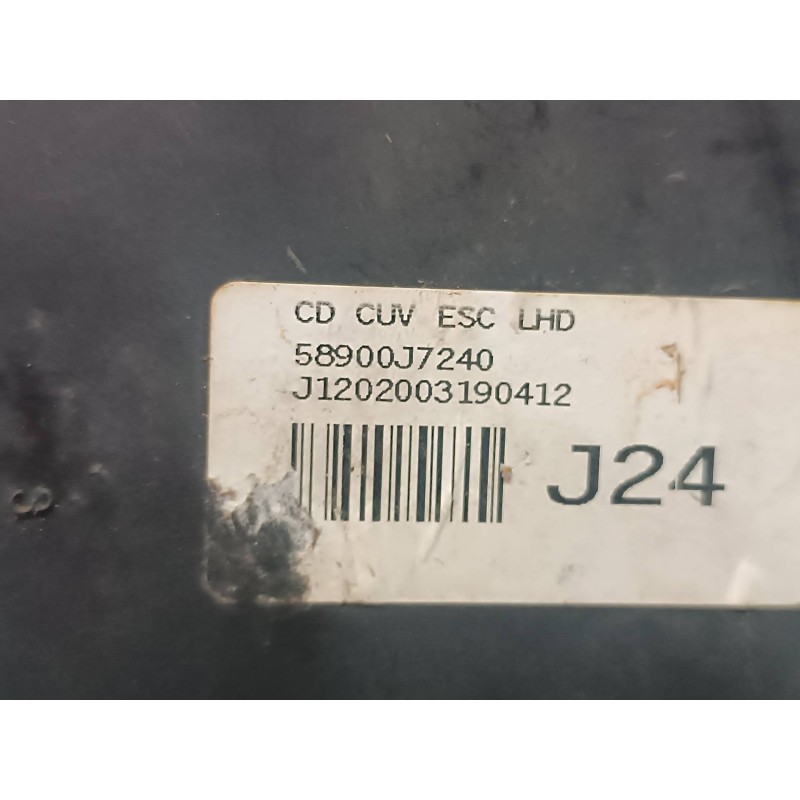 CD CUV ESC LHD
58900J7240
J1202003190412
J24